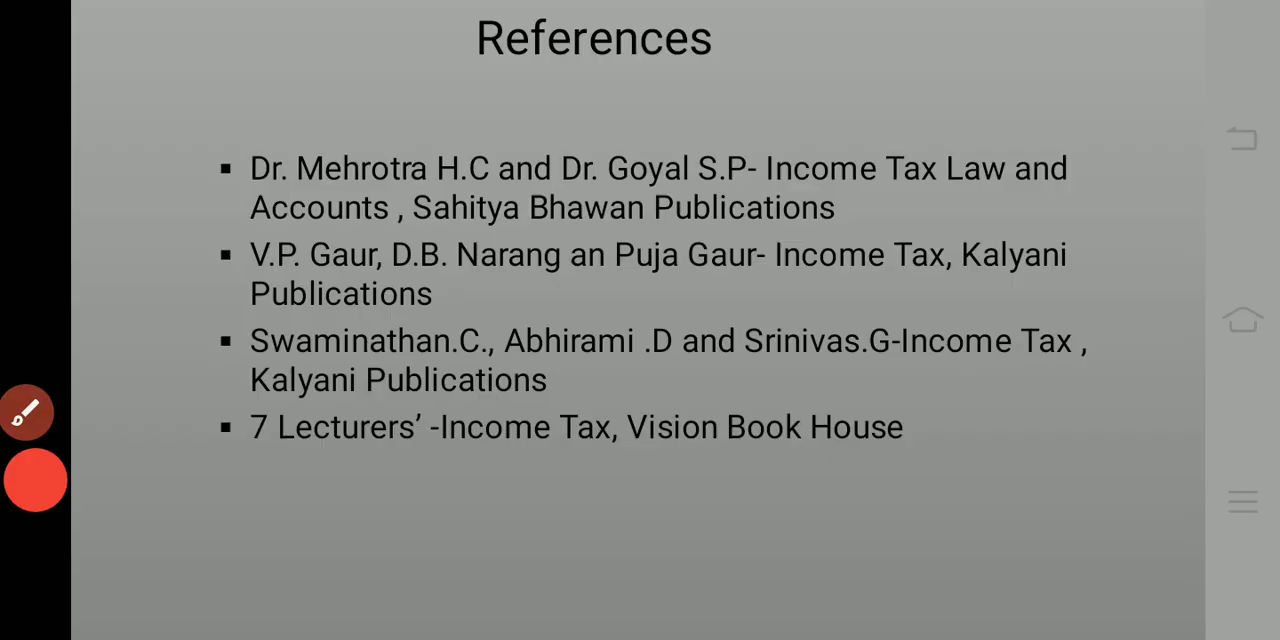 References
▪ Dr. Mehrotra H.C and Dr. Goyal S.P- Income Tax Law and
Accounts , Sahitya Bhawan Publications
▪ V.P. Gaur, D.B. Narang an Puja Gaur- Income Tax, Kalyani
Publications
▪ Swaminathan.C., Abhirami .D and Srinivas.G-Income Tax ,
Kalyani Publications
▪ 7 Lecturers’ -Income Tax, Vision Book House